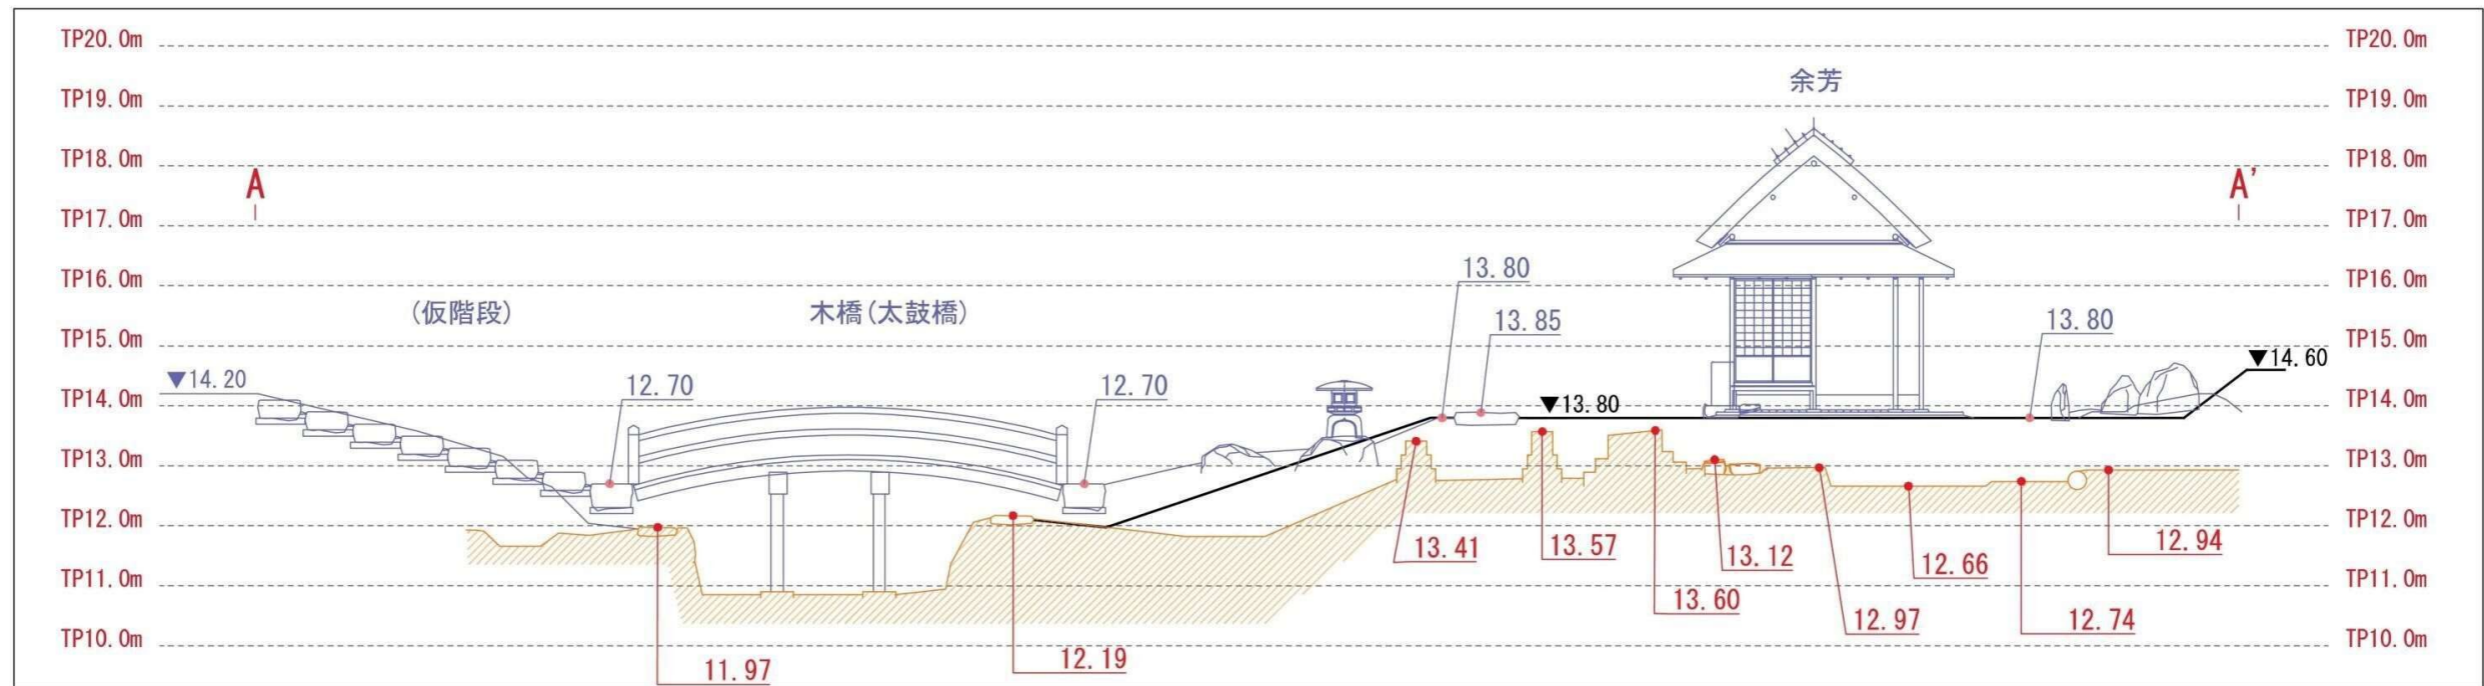 TP20.0m TP20.0m
余芳
TP19.0m TP19.0m
TP18.0m TP18.0m
A A'
TP17.0m TP17.0m
TP16.0m 13.80 TP16.0m
(仮階段) 木橋(太鼓橋) 13.85 13.80
TP15.0m TP15.0m
▼14.60
▼14.20 12.70 12.70
TP14.0m ▼13.80 TP14.0m
TP13.0m TP13.0m
TP12.0m TP12.0m
13.41 13.57 13.12 12.66 12.94
TP11.0m TP11.0m
13.60 12.97 12.74
TP10.0m TP10.0m
11.97 12.19